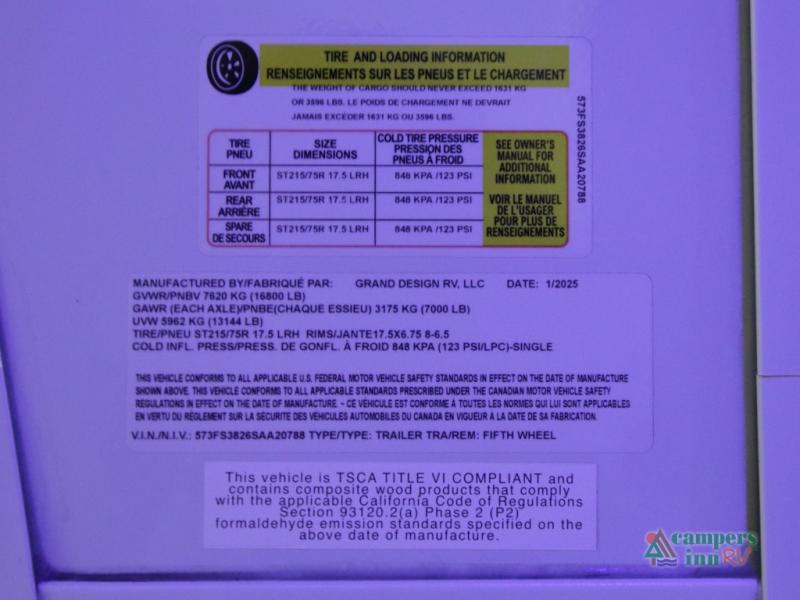 TIRE AND LOADING INFORMATION
RENSEIGNEMENTS SUR LES PNEUS ET LE CHARGEMENT
THE WEIGHT OF CARGO SHOULD NEVER EXCEED 1631 KG
OR 3596 LBS. LE POIDS DE CHARGEMENT NE DEVRAIT
JAMAIS EXCÉDER 1631 KG OU 3596 LBS.
573FS3826SAA20788
TIRE
PNEU
SIZE
DIMENSIONS
COLD TIRE PRESSURE
PRESSION DES
PNEUS À FROID
SEE OWNER'S
MANUAL FOR
ADDITIONAL
INFORMATION
FRONT
AVANT
ST215/75R 17.5 LRH
848 KPA /123 PSI
REAR
ARRIÈRE
ST215/75R 17.5 LRH
848 KPA /123 PSI
VOIR LE MANUEL
DE L'USAGER
POUR PLUS DE
RENSEIGNEMENTS
SPARE
DE SECOURS
ST215/75R 17.5 LRH
848 KPA /123 PSI
MANUFACTURED BY/FABRIQUÉ PAR: GRAND DESIGN RV, LLC DATE: 1/2025
GVWR/PNBV 7620 KG (16800 LB)
GAWR (EACH AXLE)/PNBE(CHAQUE ESSIEU) 3175 KG (7000 LB)
UVW 5962 KG (13144 LB)
TIRE/PNEU ST215/75R 17.5 LRH RIMS/JANTE17.5X6.75 8-6.5
COLD INFL. PRESS/PRESS. DE GONFL. À FROID 848 KPA (123 PSI/LPC)-SINGLE
THIS VEHICLE CONFORMS TO ALL APPLICABLE U.S. FEDERAL MOTOR VEHICLE SAFETY STANDARDS IN EFFECT ON THE DATE OF MANUFACTURE
SHOWN ABOVE. THIS VEHICLE CONFORMS TO ALL APPLICABLE STANDARDS PRESCRIBED UNDER THE CANADIAN MOTOR VEHICLE SAFETY
REGULATIONS IN EFFECT ON THE DATE OF MANUFACTURE. - CE VÉHICULE EST CONFORME À TOUTES LES NORMES QUI LUI SONT APPLICABLES
EN VERTU DU RÈGLEMENT SUR LA SÉCURITÉ DES VÉHICULES AUTOMOBILES DU CANADA EN VIGUEUR À LA DATE DE SA FABRICATION.
V.I.N./N.I.V.: 573FS3826SAA20788 TYPE/TYPE: TRAILER TRA/REM: FIFTH WHEEL
This vehicle is TSCA TITLE VI COMPLIANT and
contains composite wood products that comply
with the applicable California Code of Regulations
Section 93120.2(a) Phase 2 (P2)
formaldehyde emission standards specified on the
above date of manufacture.
campers
inn RV